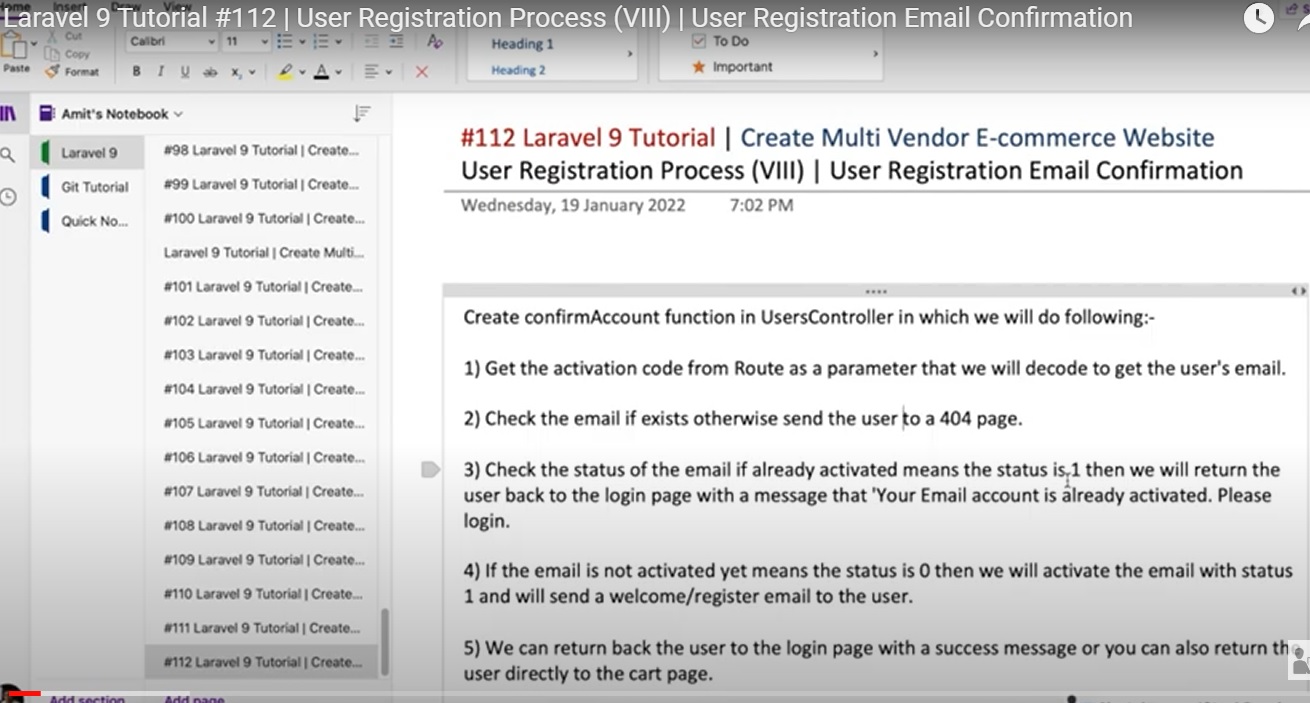 Home Insert Draw View
Laravel 9 Tutorial #112 | User Registration Process (VIII) | User Registration Email Confirmation
Paste
Cut
Copy
Format
Calibri 11
B I U ab X₂ A
Heading 1
Heading 2
To Do
Important
Amit's Notebook
Laravel 9
Git Tutorial
Quick No...
#98 Laravel 9 Tutorial | Create...
#99 Laravel 9 Tutorial | Create...
#100 Laravel 9 Tutorial | Create...
Laravel 9 Tutorial | Create Multi...
#101 Laravel 9 Tutorial | Create...
#102 Laravel 9 Tutorial | Create...
#103 Laravel 9 Tutorial | Create...
#104 Laravel 9 Tutorial | Create...
#105 Laravel 9 Tutorial | Create...
#106 Laravel 9 Tutorial | Create...
#107 Laravel 9 Tutorial | Create...
#108 Laravel 9 Tutorial | Create...
#109 Laravel 9 Tutorial | Create...
#110 Laravel 9 Tutorial | Create...
#111 Laravel 9 Tutorial | Create...
#112 Laravel 9 Tutorial | Create...
Add section
Add page
#112 Laravel 9 Tutorial | Create Multi Vendor E-commerce Website
User Registration Process (VIII) | User Registration Email Confirmation
Wednesday, 19 January 2022 7:02 PM
Create confirmAccount function in UsersController in which we will do following:-
1) Get the activation code from Route as a parameter that we will decode to get the user's email.
2) Check the email if exists otherwise send the user to a 404 page.
3) Check the status of the email if already activated means the status is 1 then we will return the
user back to the login page with a message that 'Your Email account is already activated. Please
login.
4) If the email is not activated yet means the status is 0 then we will activate the email with status
1 and will send a welcome/register email to the user.
5) We can return back the user to the login page with a success message or you can also return the
user directly to the cart page.